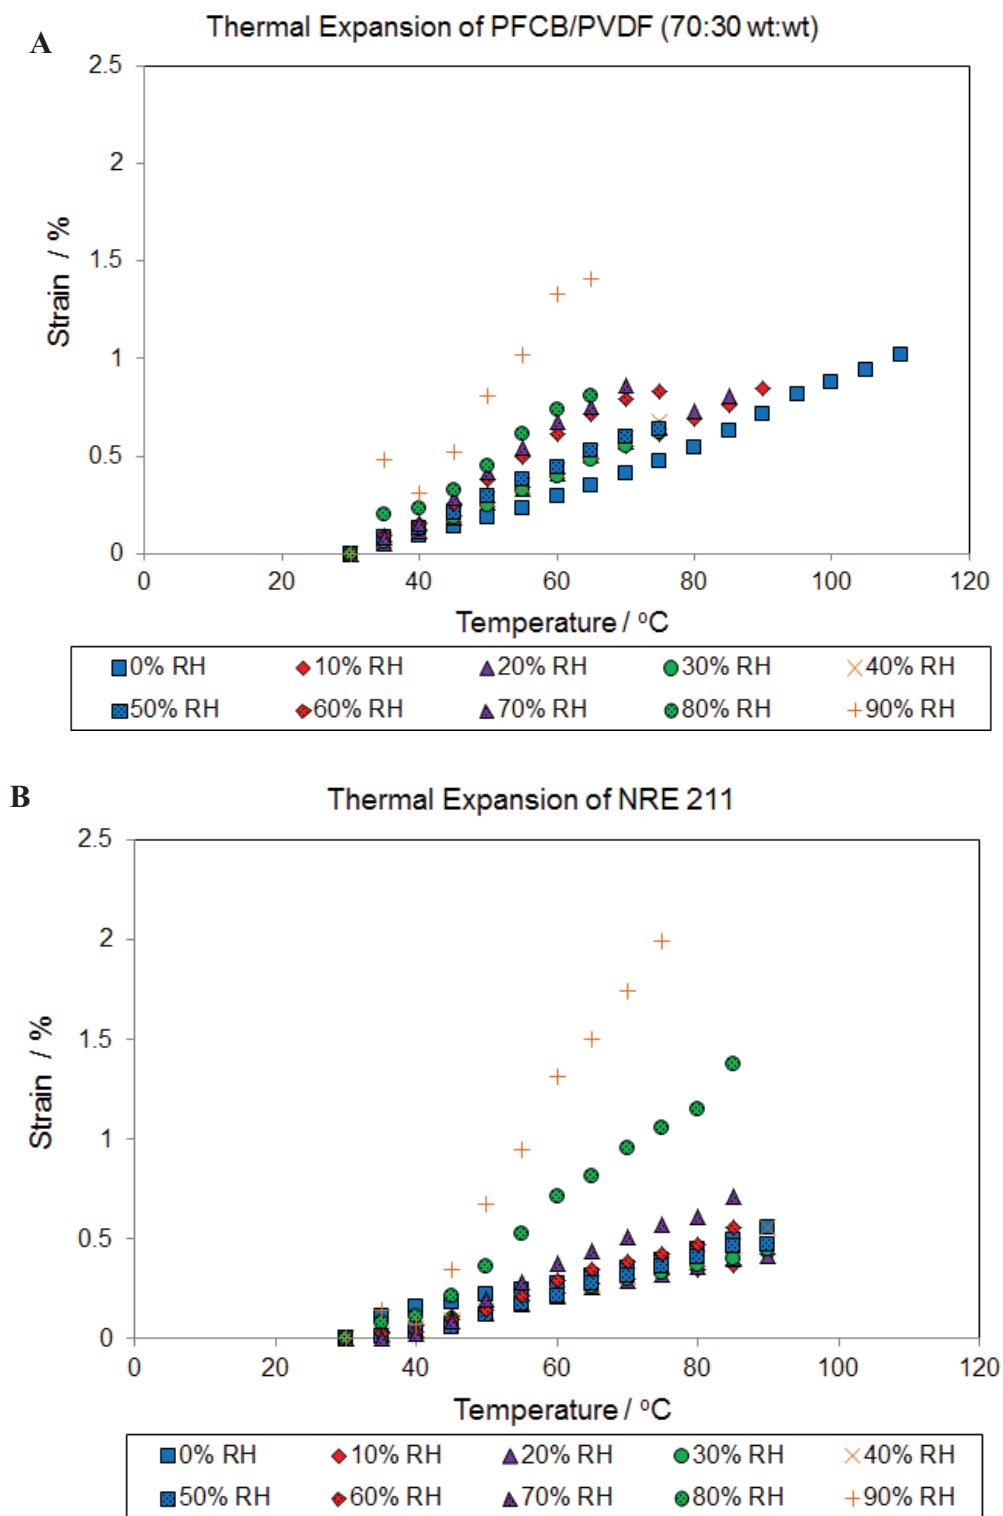 A
Thermal Expansion of PFCB/PVDF (70:30 wt:wt)
2.5
2
1.5
1
0.5
0
Strain / %
0 20 40 60 80 100 120
Temperature / °C
0% RH 10% RH 20% RH 30% RH 40% RH
50% RH 60% RH 70% RH 80% RH 90% RH
B
Thermal Expansion of NRE 211
2.5
2
1.5
1
0.5
0
Strain / %
0 20 40 60 80 100 120
Temperature / °C
0% RH 10% RH 20% RH 30% RH 40% RH
50% RH 60% RH 70% RH 80% RH 90% RH